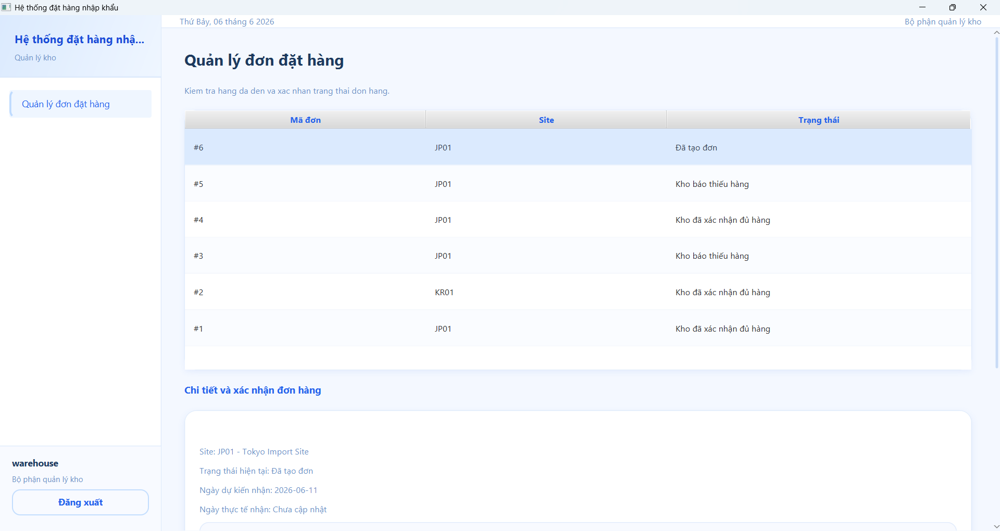 Hệ thống đặt hàng nhập khẩu
Thứ Bảy, 06 tháng 6 2026
Bộ phận quản lý kho
Hệ thống đặt hàng nhậ...
Quản lý kho
Quản lý đơn đặt hàng
Quản lý đơn đặt hàng
Kiem tra hang da den va xac nhan trang thai don hang.
Mã đơn Site Trạng thái
#6 JP01 Đã tạo đơn
#5 JP01 Kho báo thiếu hàng
#4 JP01 Kho đã xác nhận đủ hàng
#3 JP01 Kho báo thiếu hàng
#2 KR01 Kho đã xác nhận đủ hàng
#1 JP01 Kho đã xác nhận đủ hàng
Chi tiết và xác nhận đơn hàng
Site: JP01 - Tokyo Import Site
Trạng thái hiện tại: Đã tạo đơn
Ngày dự kiến nhận: 2026-06-11
Ngày thực tế nhận: Chưa cập nhật
warehouse
Bộ phận quản lý kho
Đăng xuất